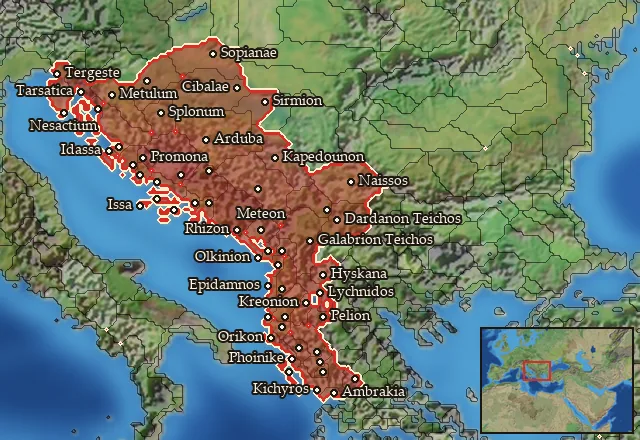 Sopianae
Tergeste
Tarsatica
Metulum
Cibalae
Sirmion
Splonum
Nesactium
Arduba
Idassa
Promona
Kapedounon
Naissos
Issa
Meteon
Dardanon Teichos
Rhizon
Galabrion Teichos
Olkinion
Hyskana
Epidamnos
Lychnidos
Kreonion
Pelion
Orikon
Phoinike
Kichyros
Ambrakia